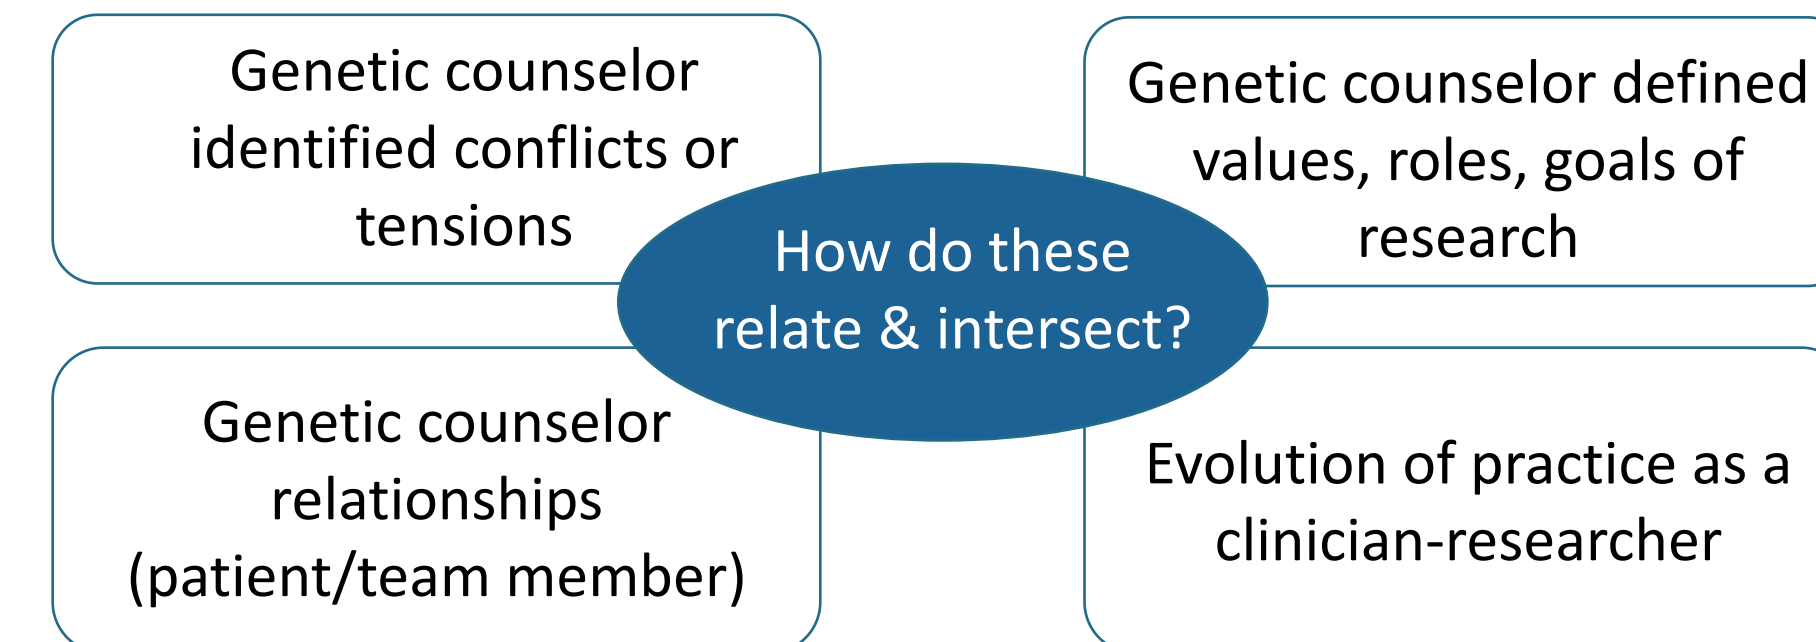 Genetic counselor
identified conflicts or
tensions
Genetic counselor defined
values, roles, goals of
research
How do these
relate & intersect?
Genetic counselor
relationships
(patient/team member)
Evolution of practice as a
clinician-researcher